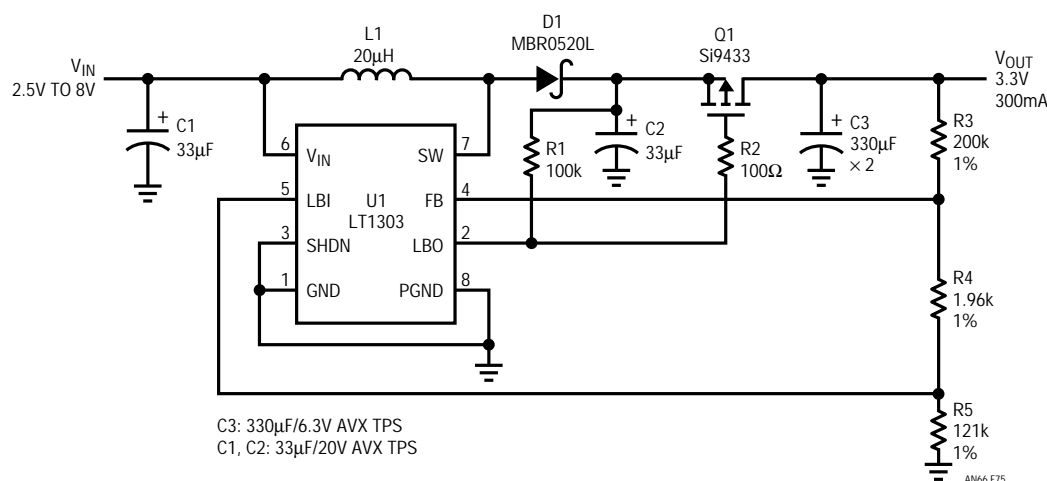 V_IN
2.5V TO 8V
L1
20µH
D1
MBR0520L
Q1
Si9433
V_OUT
3.3V
300mA
+
C1
33µF
6
V_IN
SW
7
5
LBI
U1
LT1303
FB
4
3
SHDN
LBO
2
1
GND
PGND
8
R1
100k
+
C2
33µF
R2
100Ω
+
C3
330µF
× 2
R3
200k
1%
R4
1.96k
1%
R5
121k
1%
C3: 330µF/6.3V AVX TPS
C1, C2: 33µF/20V AVX TPS
AN66 F75